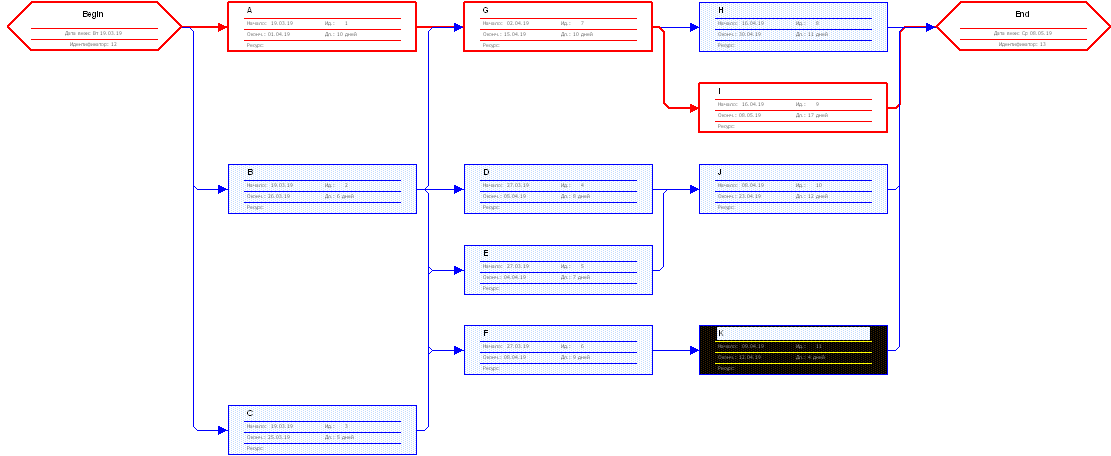 Begin
Дата вехи: Вт 19.03.19
Идентификатор: 12
A
Начало: 19.03.19 Ид.: 1
Оконч.: 01.04.19 Дл.: 10 дней
Ресурс:
G
Начало: 02.04.19 Ид.: 7
Оконч.: 15.04.19 Дл.: 10 дней
Ресурс:
H
Начало: 16.04.19 Ид.: 8
Оконч.: 30.04.19 Дл.: 11 дней
Ресурс:
End
Дата вехи: Ср 08.05.19
Идентификатор: 13
I
Начало: 16.04.19 Ид.: 9
Оконч.: 08.05.19 Дл.: 17 дней
Ресурс:
B
Начало: 19.03.19 Ид.: 2
Оконч.: 26.03.19 Дл.: 6 дней
Ресурс:
D
Начало: 27.03.19 Ид.: 4
Оконч.: 05.04.19 Дл.: 8 дней
Ресурс:
J
Начало: 08.04.19 Ид.: 10
Оконч.: 23.04.19 Дл.: 12 дней
Ресурс:
E
Начало: 27.03.19 Ид.: 5
Оконч.: 04.04.19 Дл.: 7 дней
Ресурс:
F
Начало: 27.03.19 Ид.: 6
Оконч.: 08.04.19 Дл.: 9 дней
Ресурс:
K
Начало: 09.04.19 Ид.: 11
Оконч.: 12.04.19 Дл.: 4 дней
Ресурс:
C
Начало: 19.03.19 Ид.: 3
Оконч.: 25.03.19 Дл.: 5 дней
Ресурс: